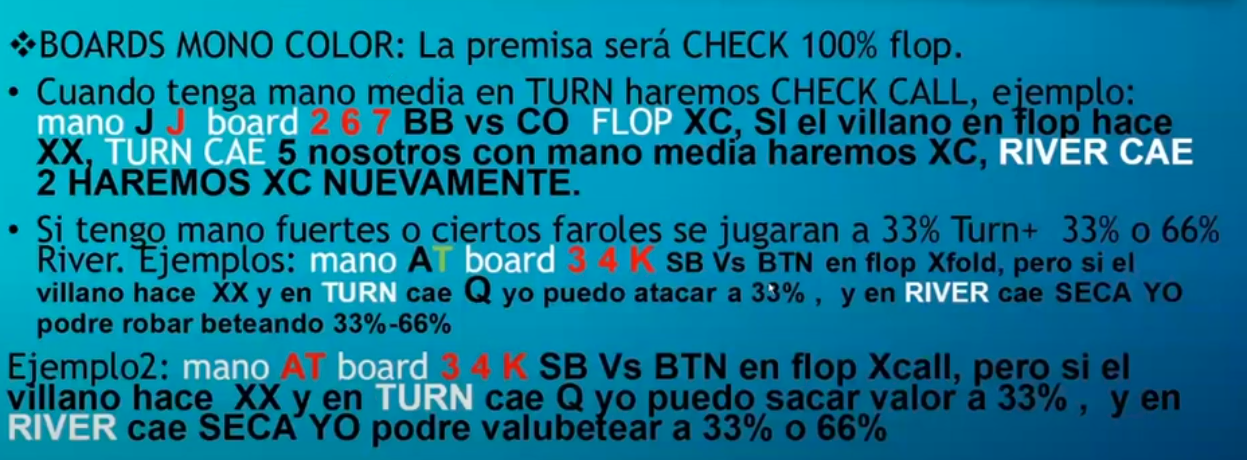 ❖BOARDS MONO COLOR: La premisa será CHECK 100% flop.
• Cuando tenga mano media en TURN haremos CHECK CALL, ejemplo:
mano J J board 2 6 7 BB vs CO FLOP XC, SI el villano en flop hace
XX, TURN CAE 5 nosotros con mano media haremos XC, RIVER CAE
2 HAREMOS XC NUEVAMENTE.
• Si tengo mano fuertes o ciertos faroles se jugaran a 33% Turn+ 33% o 66%
River. Ejemplos: mano AT board 3 4 K SB Vs BTN en flop Xfold, pero si el
villano hace XX y en TURN cae Q yo puedo atacar a 33% , y en RIVER cae SECA YO
podre robar beteando 33%-66%
Ejemplo2: mano AT board 3 4 K SB Vs BTN en flop Xcall, pero si el
villano hace XX y en TURN cae Q yo puedo sacar valor a 33% , y en
RIVER cae SECA YO podre valubetear a 33% o 66%